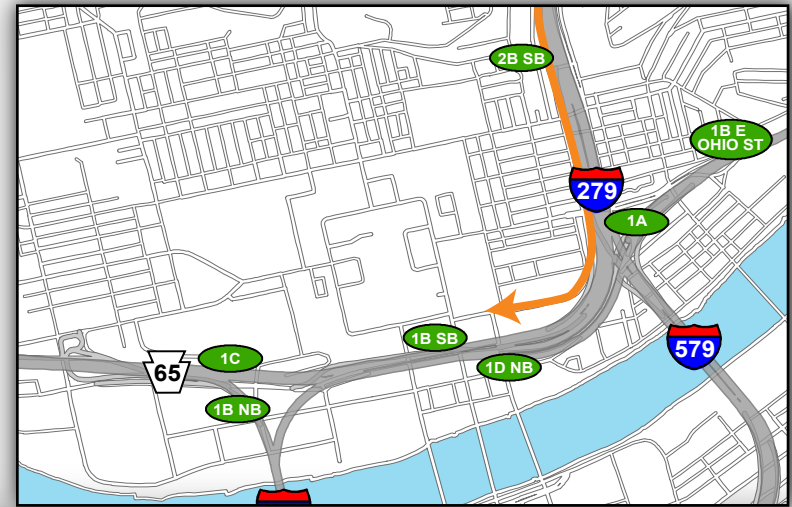 2B SB
1B E
OHIO ST
279
1A
1B SB
579
1C
1D NB
65
1B NB